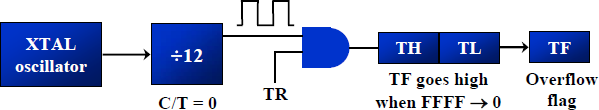 XTAL
oscillator
÷12
C/T = 0
TR
TH
TL
TF goes high
when FFFF → 0
TF
Overflow
flag